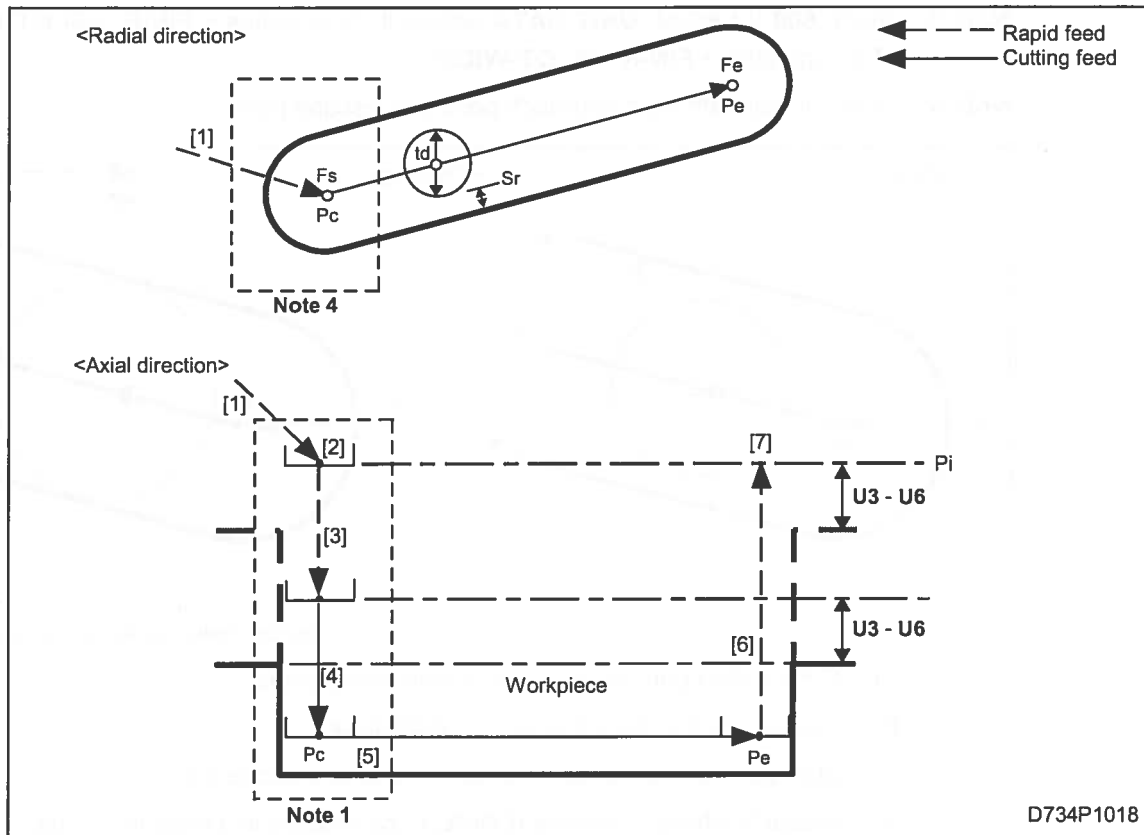 <Radial direction>
Rapid feed
Cutting feed
Fe
Pe
[1]
td
Sr
Fs
Pc
Note 4
<Axial direction>
[1]
[2]
[7]
Pi
U3 - U6
[3]
U3 - U6
[6]
[4]
Workpiece
Pc
[5]
Pe
Note 1
D734P1018